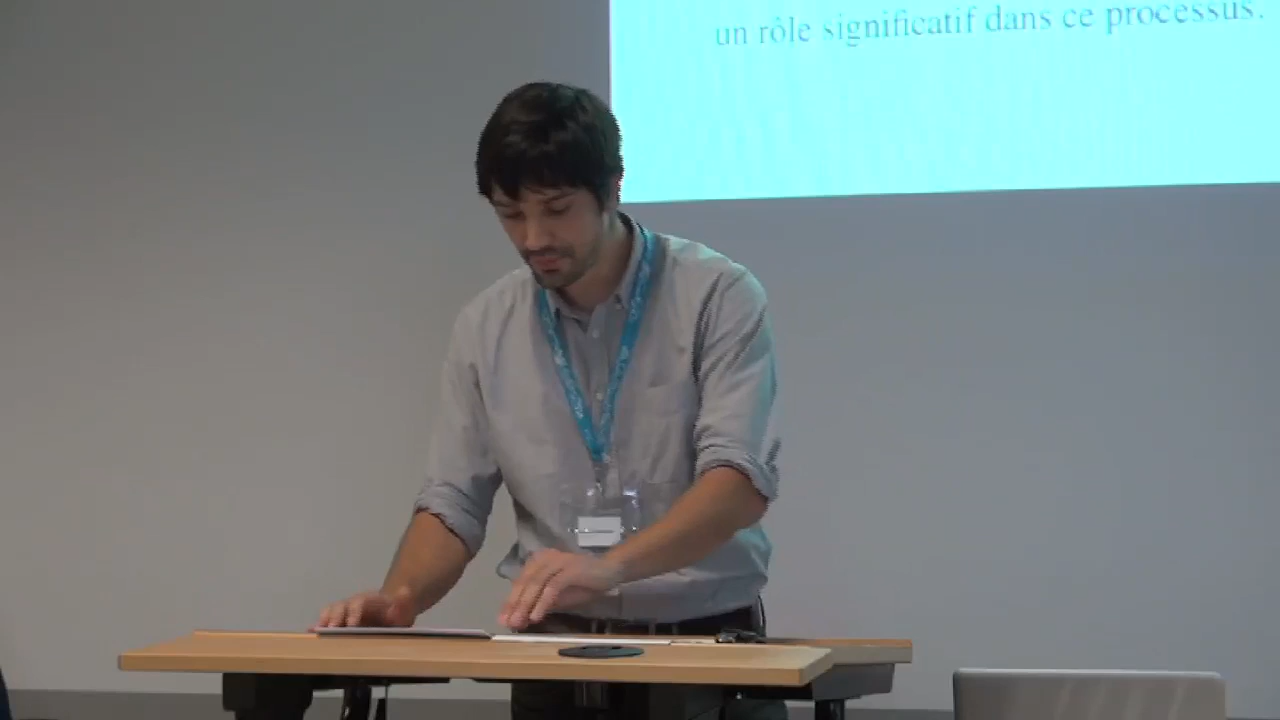 un rôle significatif dans ce processus.